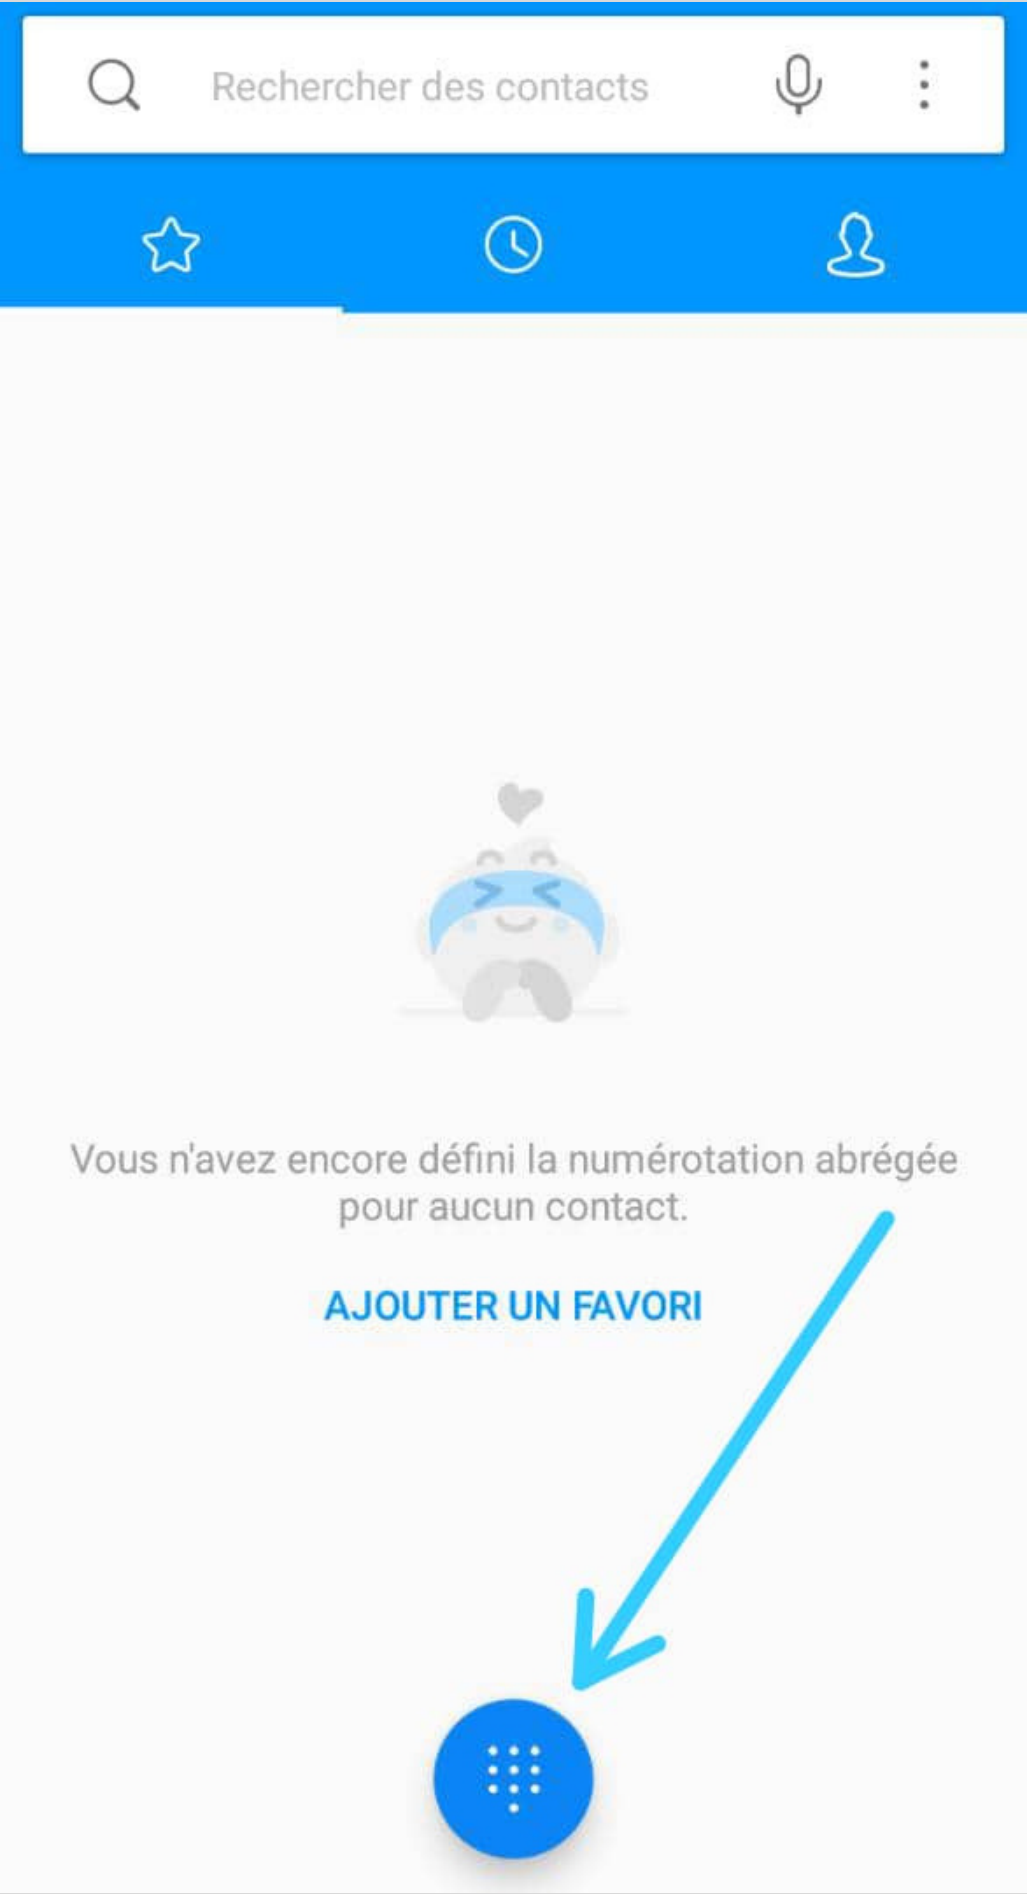 Rechercher des contacts
Vous n'avez encore défini la numérotation abrégée
pour aucun contact.
AJOUTER UN FAVORI